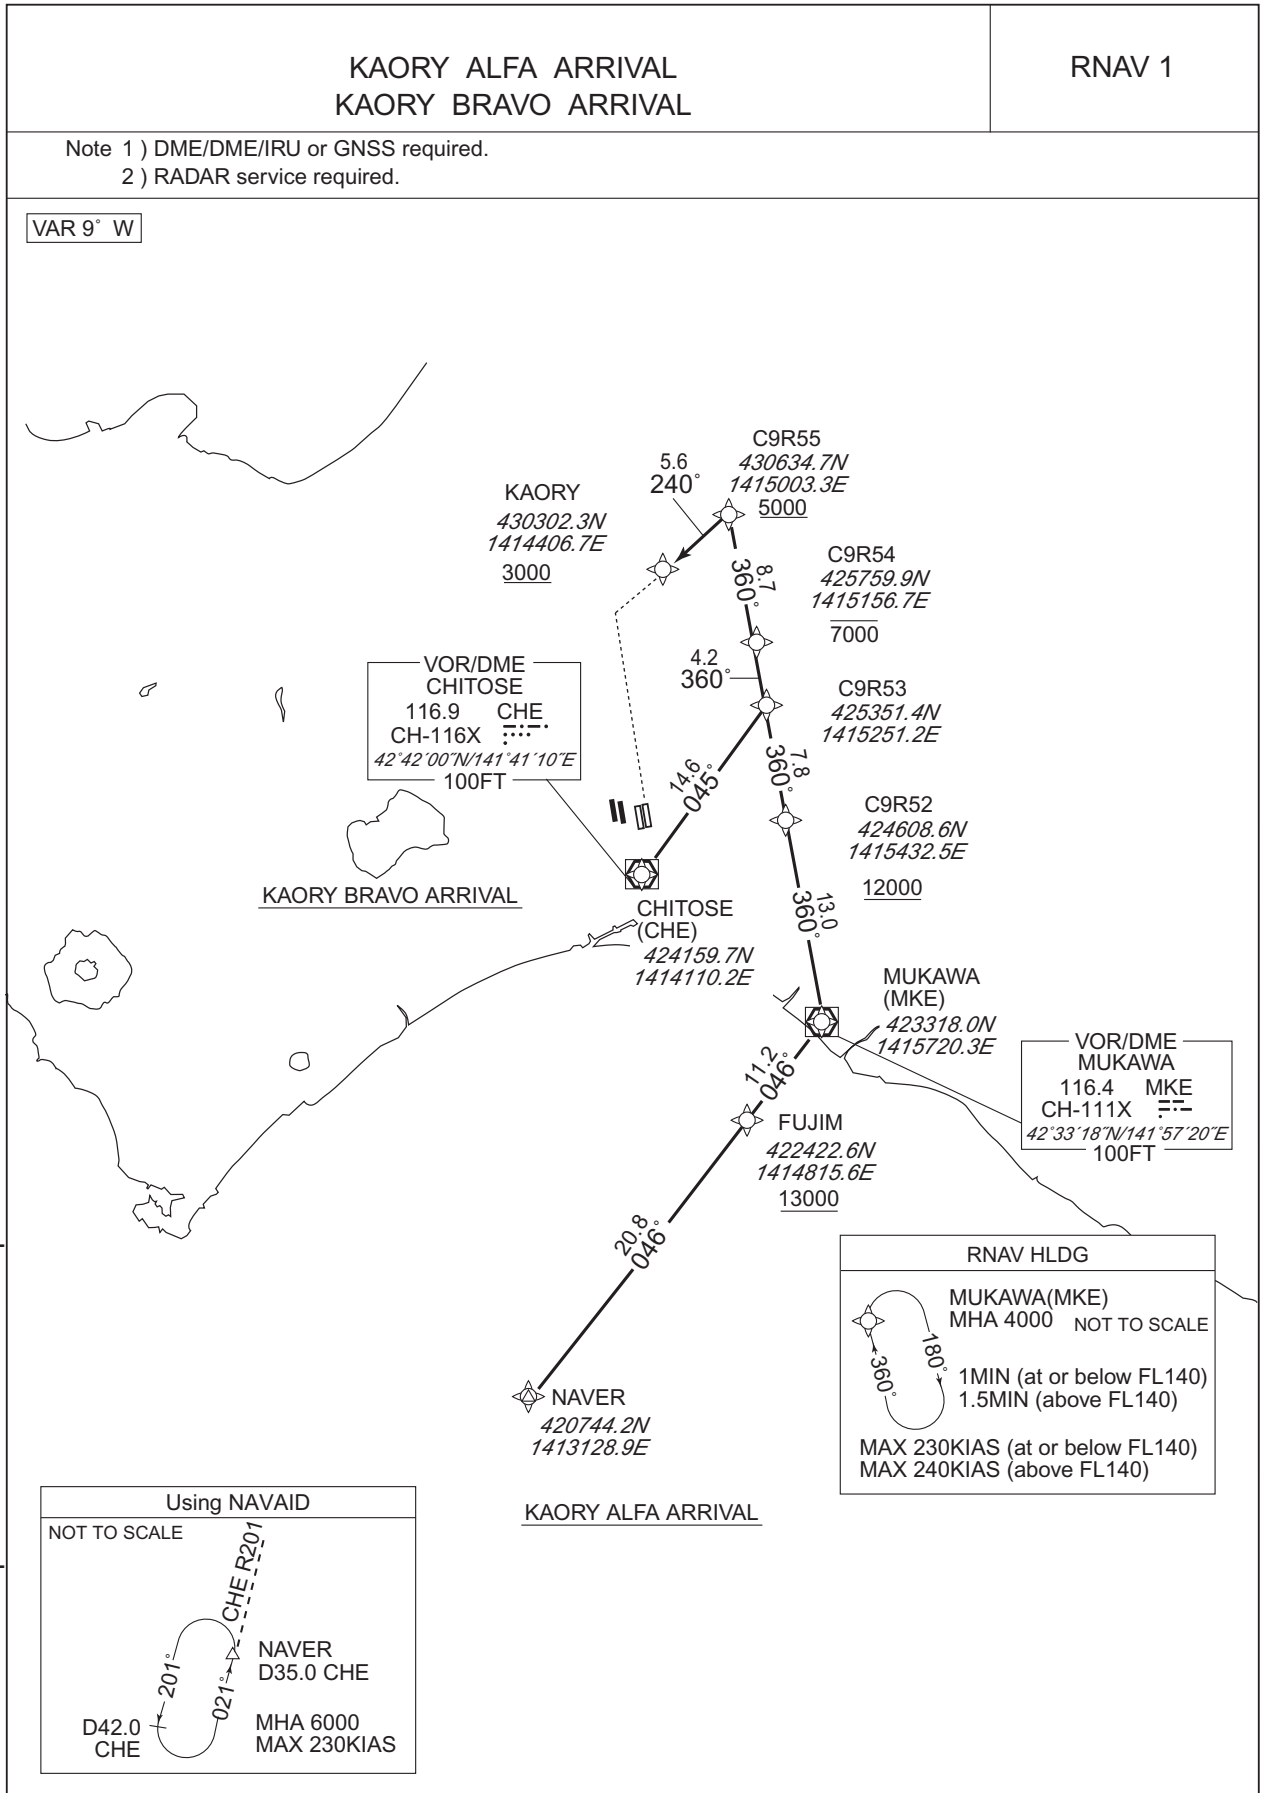 KAORY ALFA ARRIVAL
KAORY BRAVO ARRIVAL
RNAV 1
Note 1 ) DME/DME/IRU or GNSS required.
2 ) RADAR service required.
VAR 9° W
C9R55
430634.7N
1415003.3E
5000
5.6
240°
KAORY
430302.3N
1414406.7E
3000
8.7
360°
C9R54
425759.9N
1415156.7E
7000
4.2
360°
C9R53
425351.4N
1415251.2E
VOR/DME
CHITOSE
116.9 CHE
CH-116X
42°42´00˝N/141°41´10˝E
100FT
14.6
045°
7.8
360°
C9R52
424608.6N
1415432.5E
12000
KAORY BRAVO ARRIVAL
CHITOSE
(CHE)
424159.7N
1414110.2E
13.0
360°
MUKAWA
(MKE)
423318.0N
1415720.3E
VOR/DME
MUKAWA
116.4 MKE
CH-111X
42°33´18˝N/141°57´20˝E
100FT
11.2
046°
FUJIM
422422.6N
1414815.6E
13000
20.8
046°
NAVER
420744.2N
1413128.9E
KAORY ALFA ARRIVAL
RNAV HLDG
MUKAWA(MKE)
MHA 4000 NOT TO SCALE
360°
180°
1MIN (at or below FL140)
1.5MIN (above FL140)
MAX 230KIAS (at or below FL140)
MAX 240KIAS (above FL140)
Using NAVAID
NOT TO SCALE
CHE R201
NAVER
D35.0 CHE
201°
021°
D42.0
CHE
MHA 6000
MAX 230KIAS